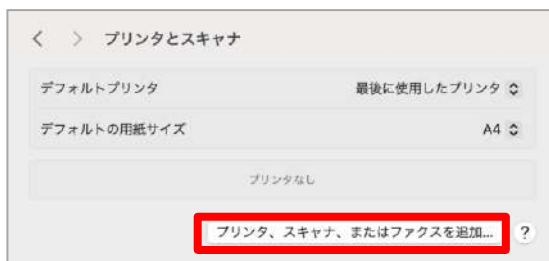 プリンタとスキャナ
デフォルトプリンタ 最後に使用したプリンタ
デフォルトの用紙サイズ A4
プリンタなし
プリンタ、スキャナ、またはファクスを追加... ?